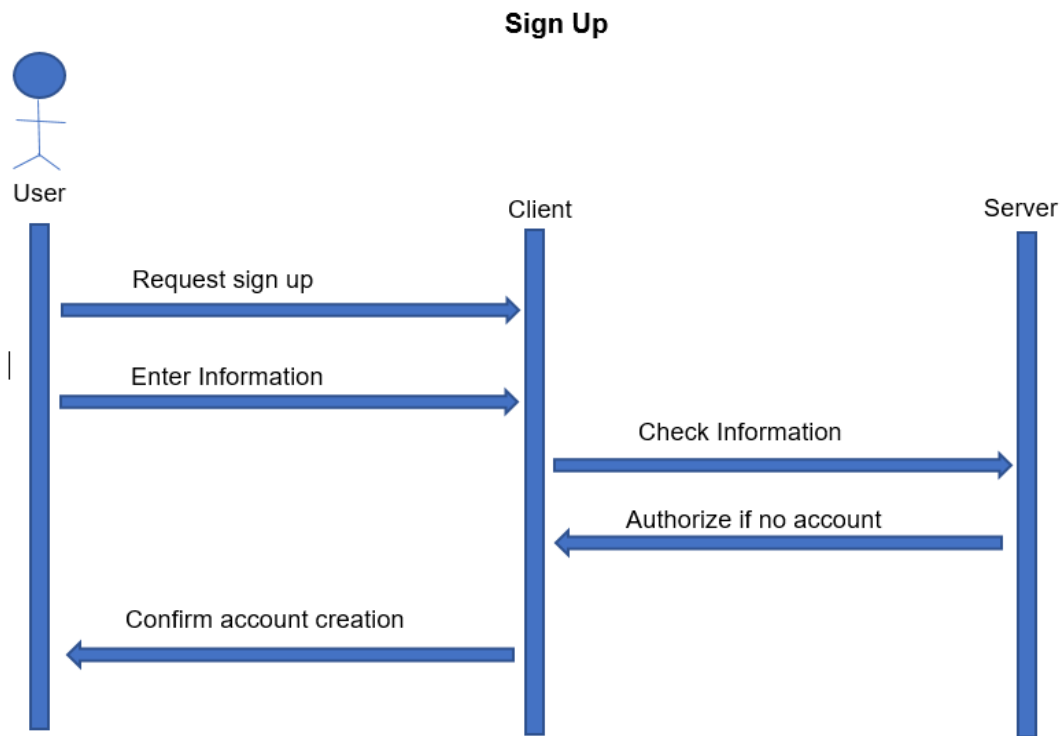 Sign Up
User
Client
Server
Request sign up
Enter Information
Check Information
Authorize if no account
Confirm account creation